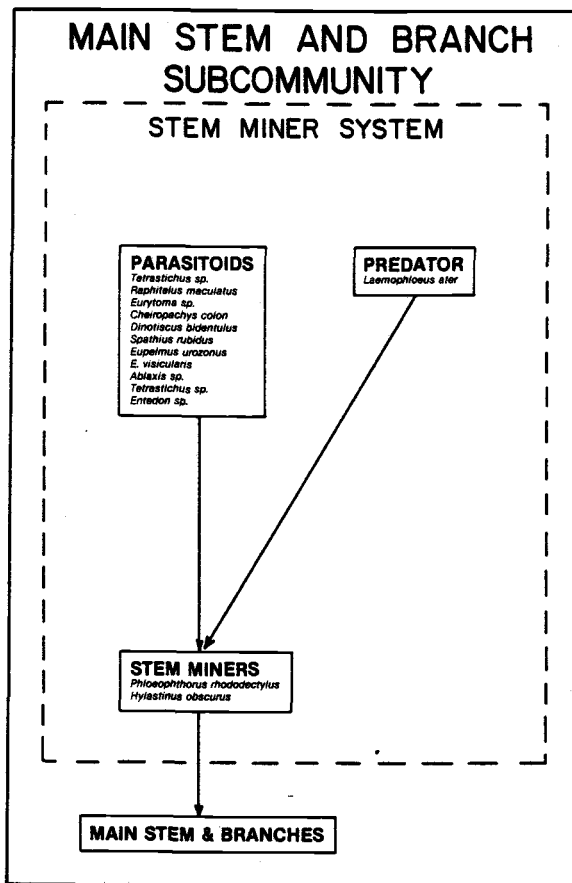 MAIN STEM AND BRANCH
SUBCOMMUNITY
STEM MINER SYSTEM
PARASITOIDS
Tetrastichus sp.
Raphitelus maculatus
Eurytoma sp.
Cheiropachys colon
Dinotiscus bidentulus
Spathius rubidus
Eupelmus urozonus
E. visicularis
Ablaxis sp.
Tetrastichus sp.
Entedon sp.
PREDATOR
Laemophloeus ater
STEM MINERS
Phloeophthorus rhododectylus
Hylastinus obscurus
MAIN STEM & BRANCHES